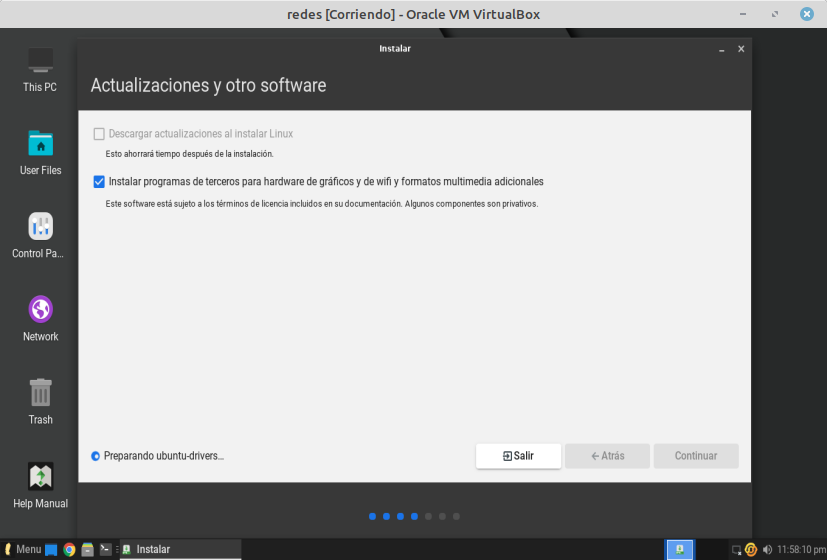 redes [Corriendo] - Oracle VM VirtualBox
Instalar
Actualizaciones y otro software
This PC
User Files
Control Pa...
Network
Trash
Help Manual
Descargar actualizaciones al instalar Linux
Esto ahorrará tiempo después de la instalación.
Instalar programas de terceros para hardware de gráficos y de wifi y formatos multimedia adicionales
Este software está sujeto a los términos de licencia incluidos en su documentación. Algunos componentes son privativos.
Preparando ubuntu-drivers...
Salir
Atrás
Continuar
Menu
Instalar
11:58:10 pm